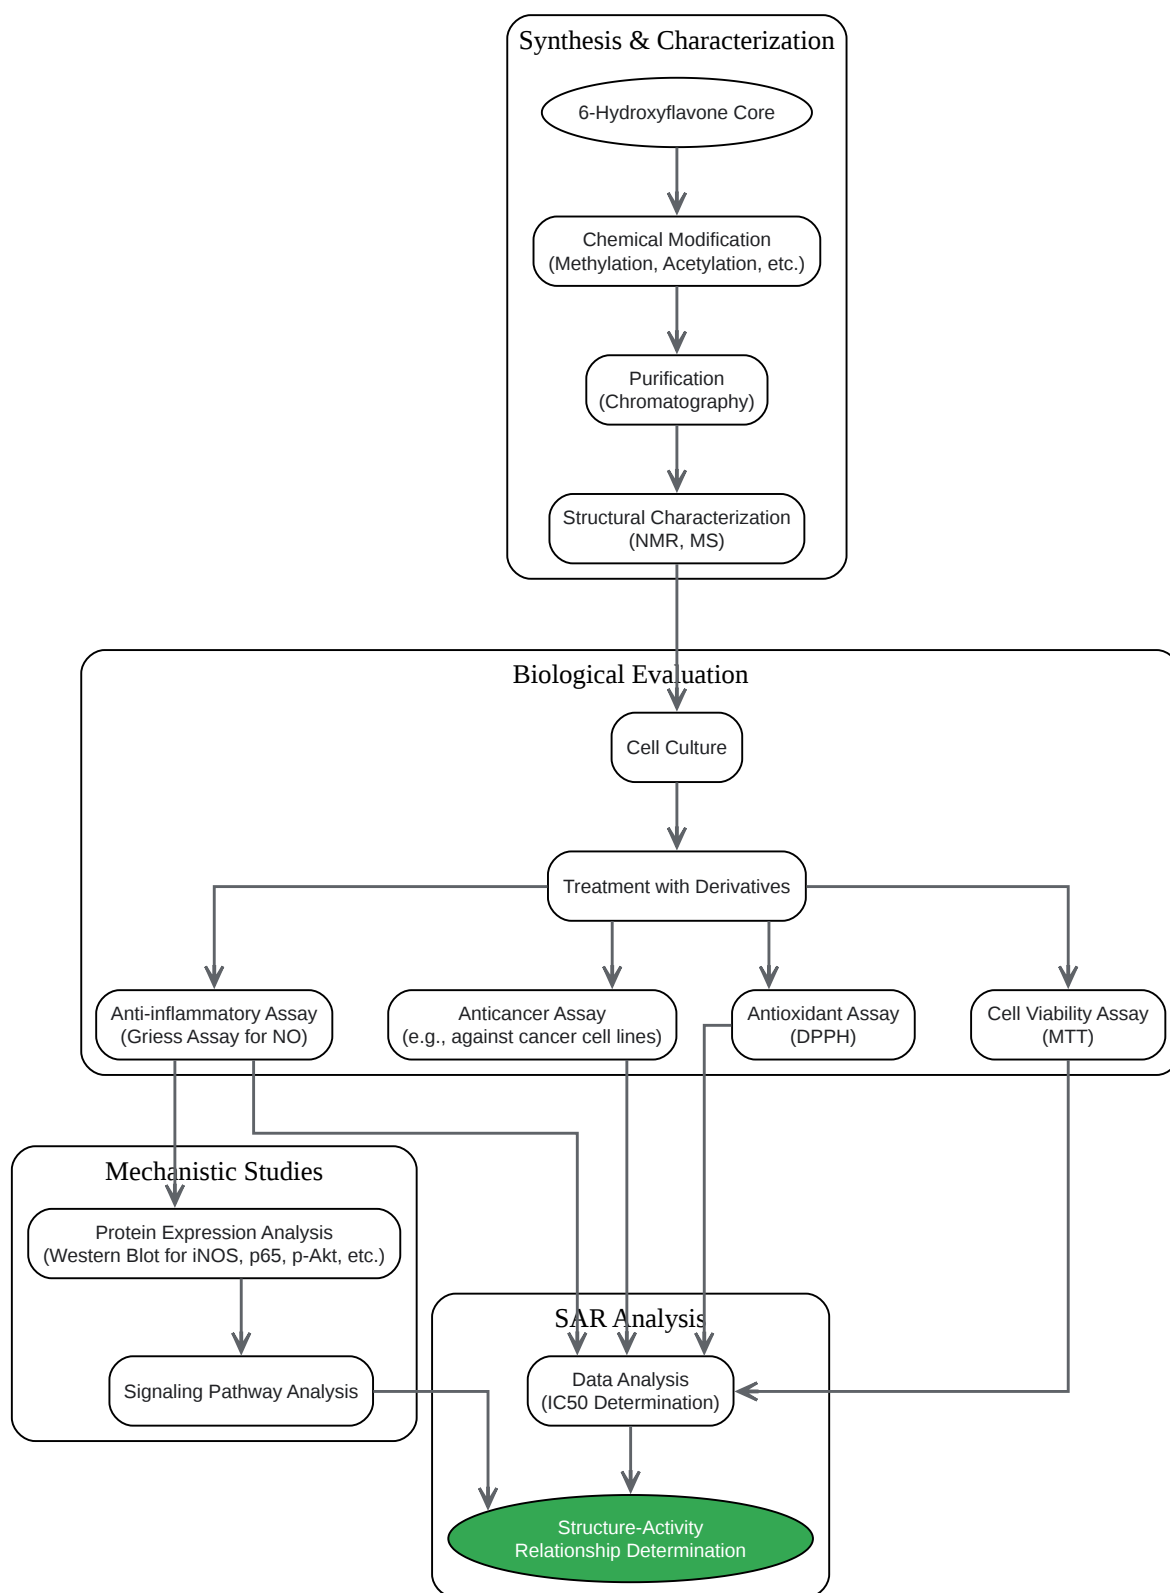 Synthesis & Characterization
6-Hydroxyflavone Core
Chemical Modification
(Methylation, Acetylation, etc.)
Purification
(Chromatography)
Structural Characterization
(NMR, MS)
Biological Evaluation
Cell Culture
Treatment with Derivatives
Anti-inflammatory Assay
(Griess Assay for NO)
Anticancer Assay
(e.g., against cancer cell lines)
Antioxidant Assay
(DPPH)
Cell Viability Assay
(MTT)
Mechanistic Studies
Protein Expression Analysis
(Western Blot for iNOS, p65, p-Akt, etc.)
Signaling Pathway Analysis
SAR Analysis
Data Analysis
(IC50 Determination)
Structure-Activity
Relationship Determination